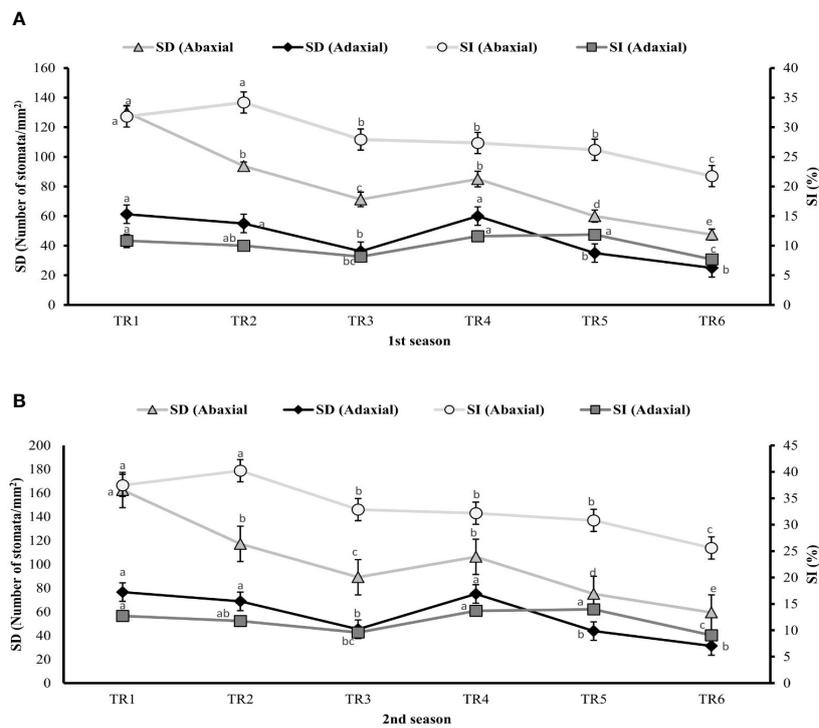 A
SD (Abaxial SD (Adaxial) SI (Abaxial) SI (Adaxial)
SD (Number of stomata/mm²)
160
140
120
100
80
60
40
20
0
SI (%)
40
35
30
25
20
15
10
5
0
a a b b b c
a b c b d e
a a b a b b
a ab bc a a c
TR1 TR2 TR3 TR4 TR5 TR6
1st season
B
SD (Abaxial SD (Adaxial) SI (Abaxial) SI (Adaxial)
SD (Number of stomata/mm²)
200
180
160
140
120
100
80
60
40
20
0
SI (%)
45
40
35
30
25
20
15
10
5
0
a a b b b c
a b c b d e
a a b a b b
a ab bc a a c
TR1 TR2 TR3 TR4 TR5 TR6
2nd season